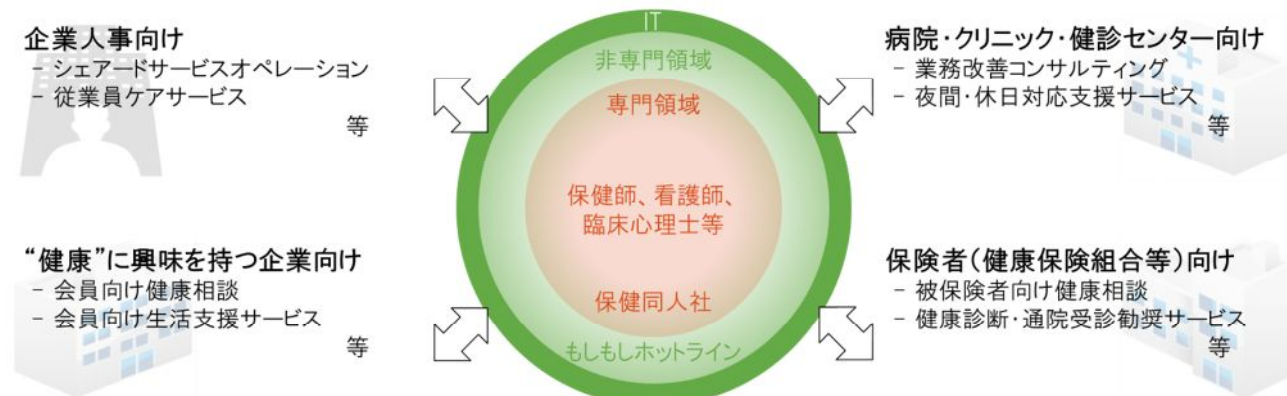 企業人事向け
− シェアードサービスオペレーション
− 従業員ケアサービス
等
“健康”に興味を持つ企業向け
− 会員向け健康相談
− 会員向け生活支援サービス
等
IT
非専門領域
専門領域
保健師、看護師、
臨床心理士等
保健同人社
もしもしホットライン
病院・クリニック・健診センター向け
− 業務改善コンサルティング
− 夜間・休日対応支援サービス
等
保険者(健康保険組合等)向け
− 被保険者向け健康相談
− 健康診断・通院受診勧奨サービス
等